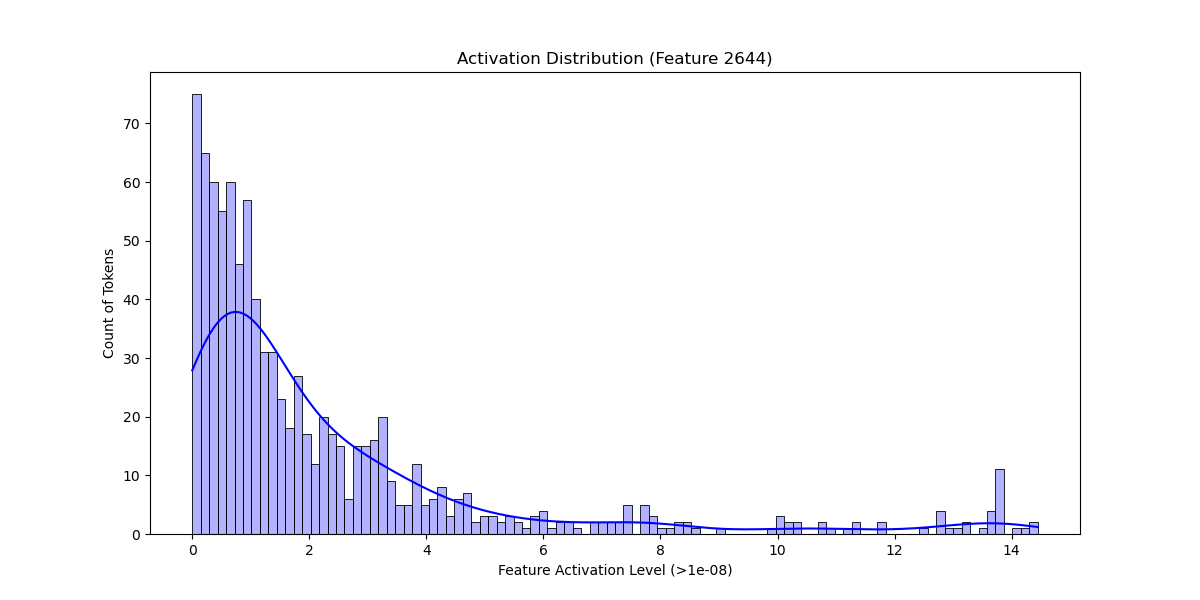 Activation Distribution (Feature 2644)
Count of Tokens
70
60
50
40
30
20
10
0
0 2 4 6 8 10 12 14
Feature Activation Level (>1e-08)